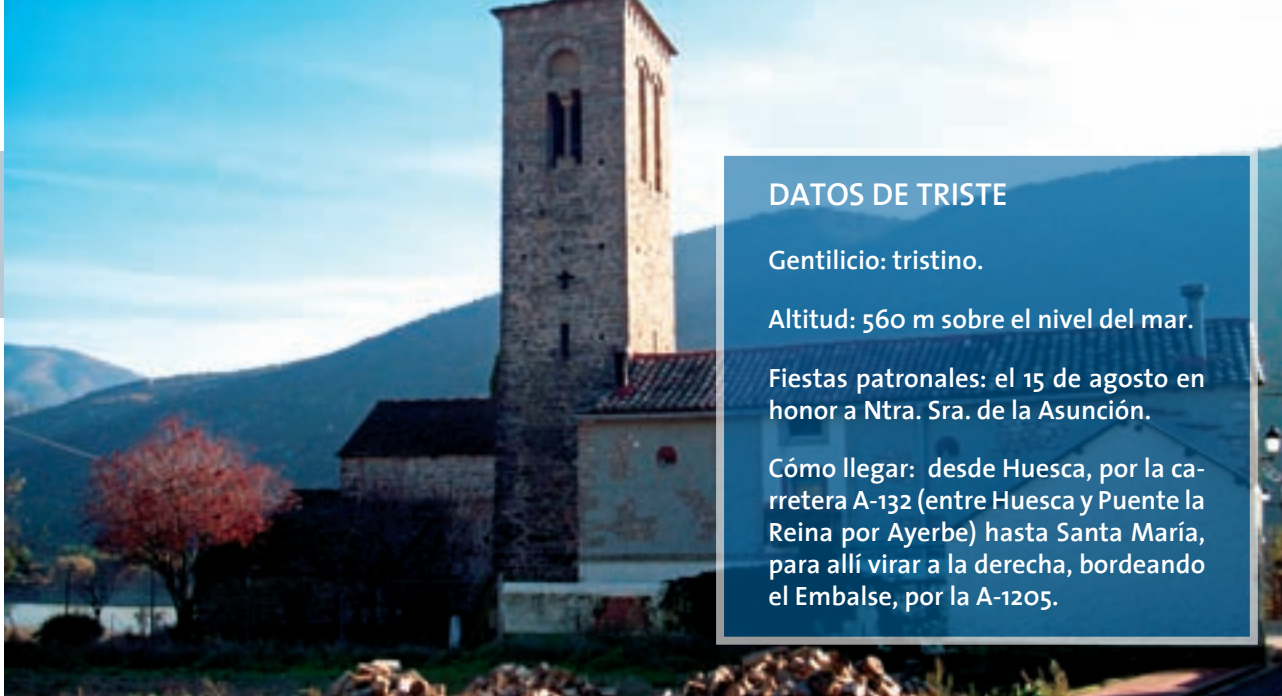 DATOS DE TRISTE
Gentilicio: tristino.
Altitud: 560 m sobre el nivel del mar.
Fiestas patronales: el 15 de agosto en
honor a Ntra. Sra. de la Asunción.
Cómo llegar: desde Huesca, por la ca-
rretera A-132 (entre Huesca y Puente la
Reina por Ayerbe) hasta Santa María,
para allí virar a la derecha, bordeando
el Embalse, por la A-1205.